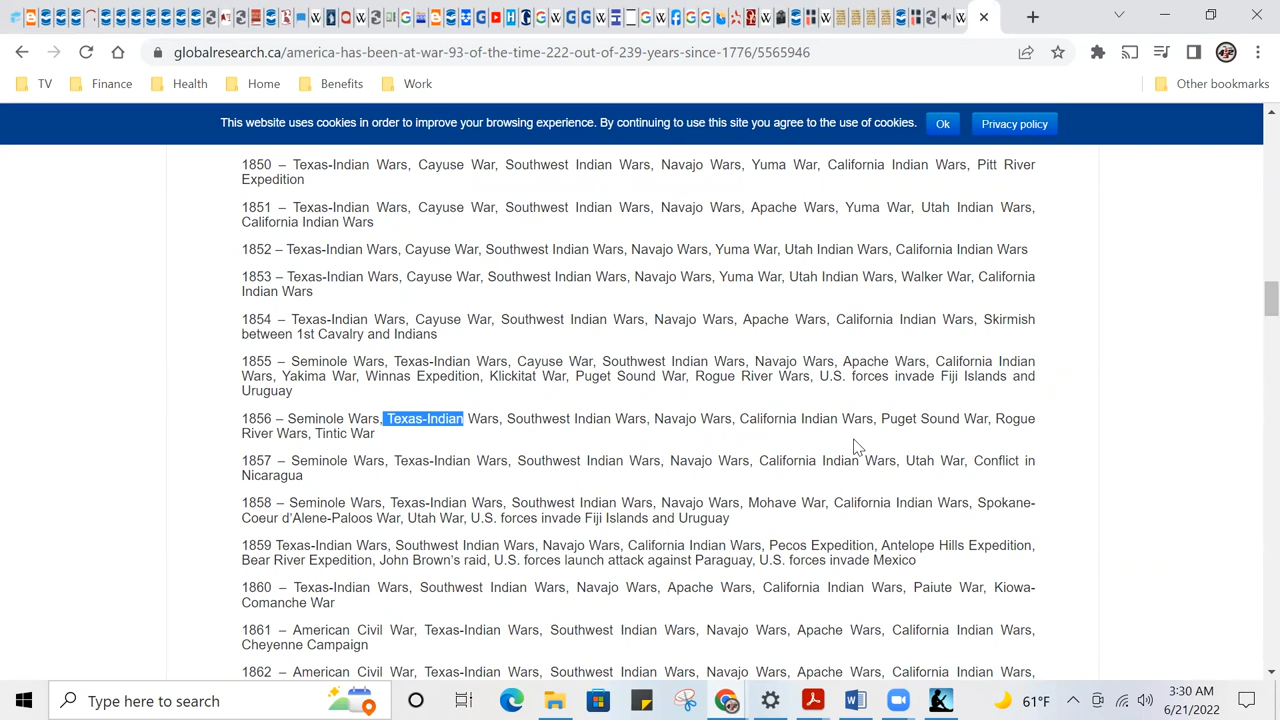 globalresearch.ca/america-has-been-at-war-93-of-the-time-222-out-of-239-years-since-1776/5565946
TV Finance Health Home Benefits Work Other bookmarks
This website uses cookies in order to improve your browsing experience. By continuing to use this site you agree to the use of cookies. Ok Privacy policy
1850 – Texas-Indian Wars, Cayuse War, Southwest Indian Wars, Navajo Wars, Yuma War, California Indian Wars, Pitt River
Expedition
1851 – Texas-Indian Wars, Cayuse War, Southwest Indian Wars, Navajo Wars, Apache Wars, Yuma War, Utah Indian Wars,
California Indian Wars
1852 – Texas-Indian Wars, Cayuse War, Southwest Indian Wars, Navajo Wars, Yuma War, Utah Indian Wars, California Indian Wars
1853 – Texas-Indian Wars, Cayuse War, Southwest Indian Wars, Navajo Wars, Yuma War, Utah Indian Wars, Walker War, California
Indian Wars
1854 – Texas-Indian Wars, Cayuse War, Southwest Indian Wars, Navajo Wars, Apache Wars, California Indian Wars, Skirmish
between 1st Cavalry and Indians
1855 – Seminole Wars, Texas-Indian Wars, Cayuse War, Southwest Indian Wars, Navajo Wars, Apache Wars, California Indian
Wars, Yakima War, Winnas Expedition, Klickitat War, Puget Sound War, Rogue River Wars, U.S. forces invade Fiji Islands and
Uruguay
1856 – Seminole Wars, Texas-Indian Wars, Southwest Indian Wars, Navajo Wars, California Indian Wars, Puget Sound War, Rogue
River Wars, Tintic War
1857 – Seminole Wars, Texas-Indian Wars, Southwest Indian Wars, Navajo Wars, California Indian Wars, Utah War, Conflict in
Nicaragua
1858 – Seminole Wars, Texas-Indian Wars, Southwest Indian Wars, Navajo Wars, Mohave War, California Indian Wars, Spokane-
Coeur d'Alene-Paloos War, Utah War, U.S. forces invade Fiji Islands and Uruguay
1859 Texas-Indian Wars, Southwest Indian Wars, Navajo Wars, California Indian Wars, Pecos Expedition, Antelope Hills Expedition,
Bear River Expedition, John Brown's raid, U.S. forces launch attack against Paraguay, U.S. forces invade Mexico
1860 – Texas-Indian Wars, Southwest Indian Wars, Navajo Wars, Apache Wars, California Indian Wars, Paiute War, Kiowa-
Comanche War
1861 – American Civil War, Texas-Indian Wars, Southwest Indian Wars, Navajo Wars, Apache Wars, California Indian Wars,
Cheyenne Campaign
1862 – American Civil War, Texas-Indian Wars, Southwest Indian Wars, Navajo Wars, Apache Wars, California Indian Wars,
Type here to search
61°F
3:30 AM
6/21/2022